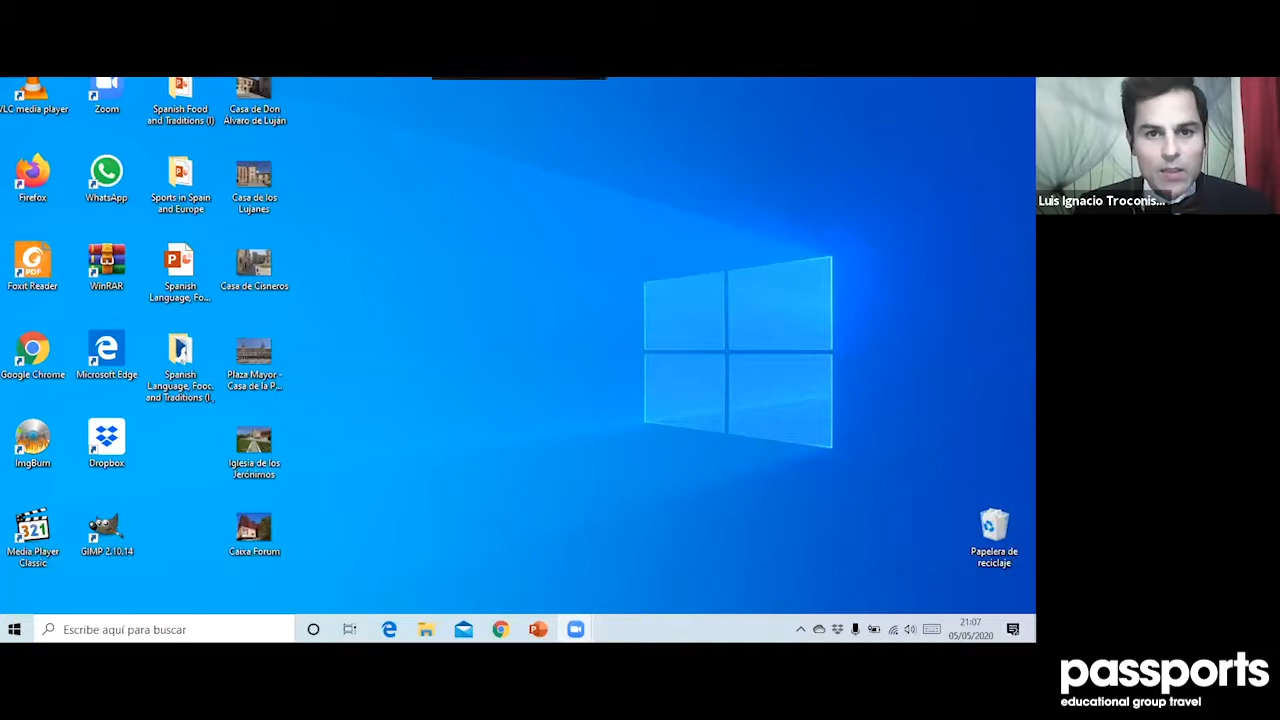 VLC media player
Zoom
Spanish Food
and Traditions (I)
Casa de Don
Álvaro de Luján
Firefox
WhatsApp
Sports in Spain
and Europe
Casa de los
Lujanes
PDF
Foxit Reader
WinRAR
Spanish
Language, Fo...
Casa de Cisneros
Google Chrome
Microsoft Edge
Spanish
Language, Food
and Traditions (I...
Plaza Mayor -
Casa de la P...
ImgBurn
Dropbox
Iglesia de los
Jerónimos
321
Media Player
Classic
GIMP 2.10.14
Caixa Forum
Papelera de
reciclaje
Escribe aquí para buscar
21:07
05/05/2020
Luis Ignacio Troconis...
passports
educational group travel